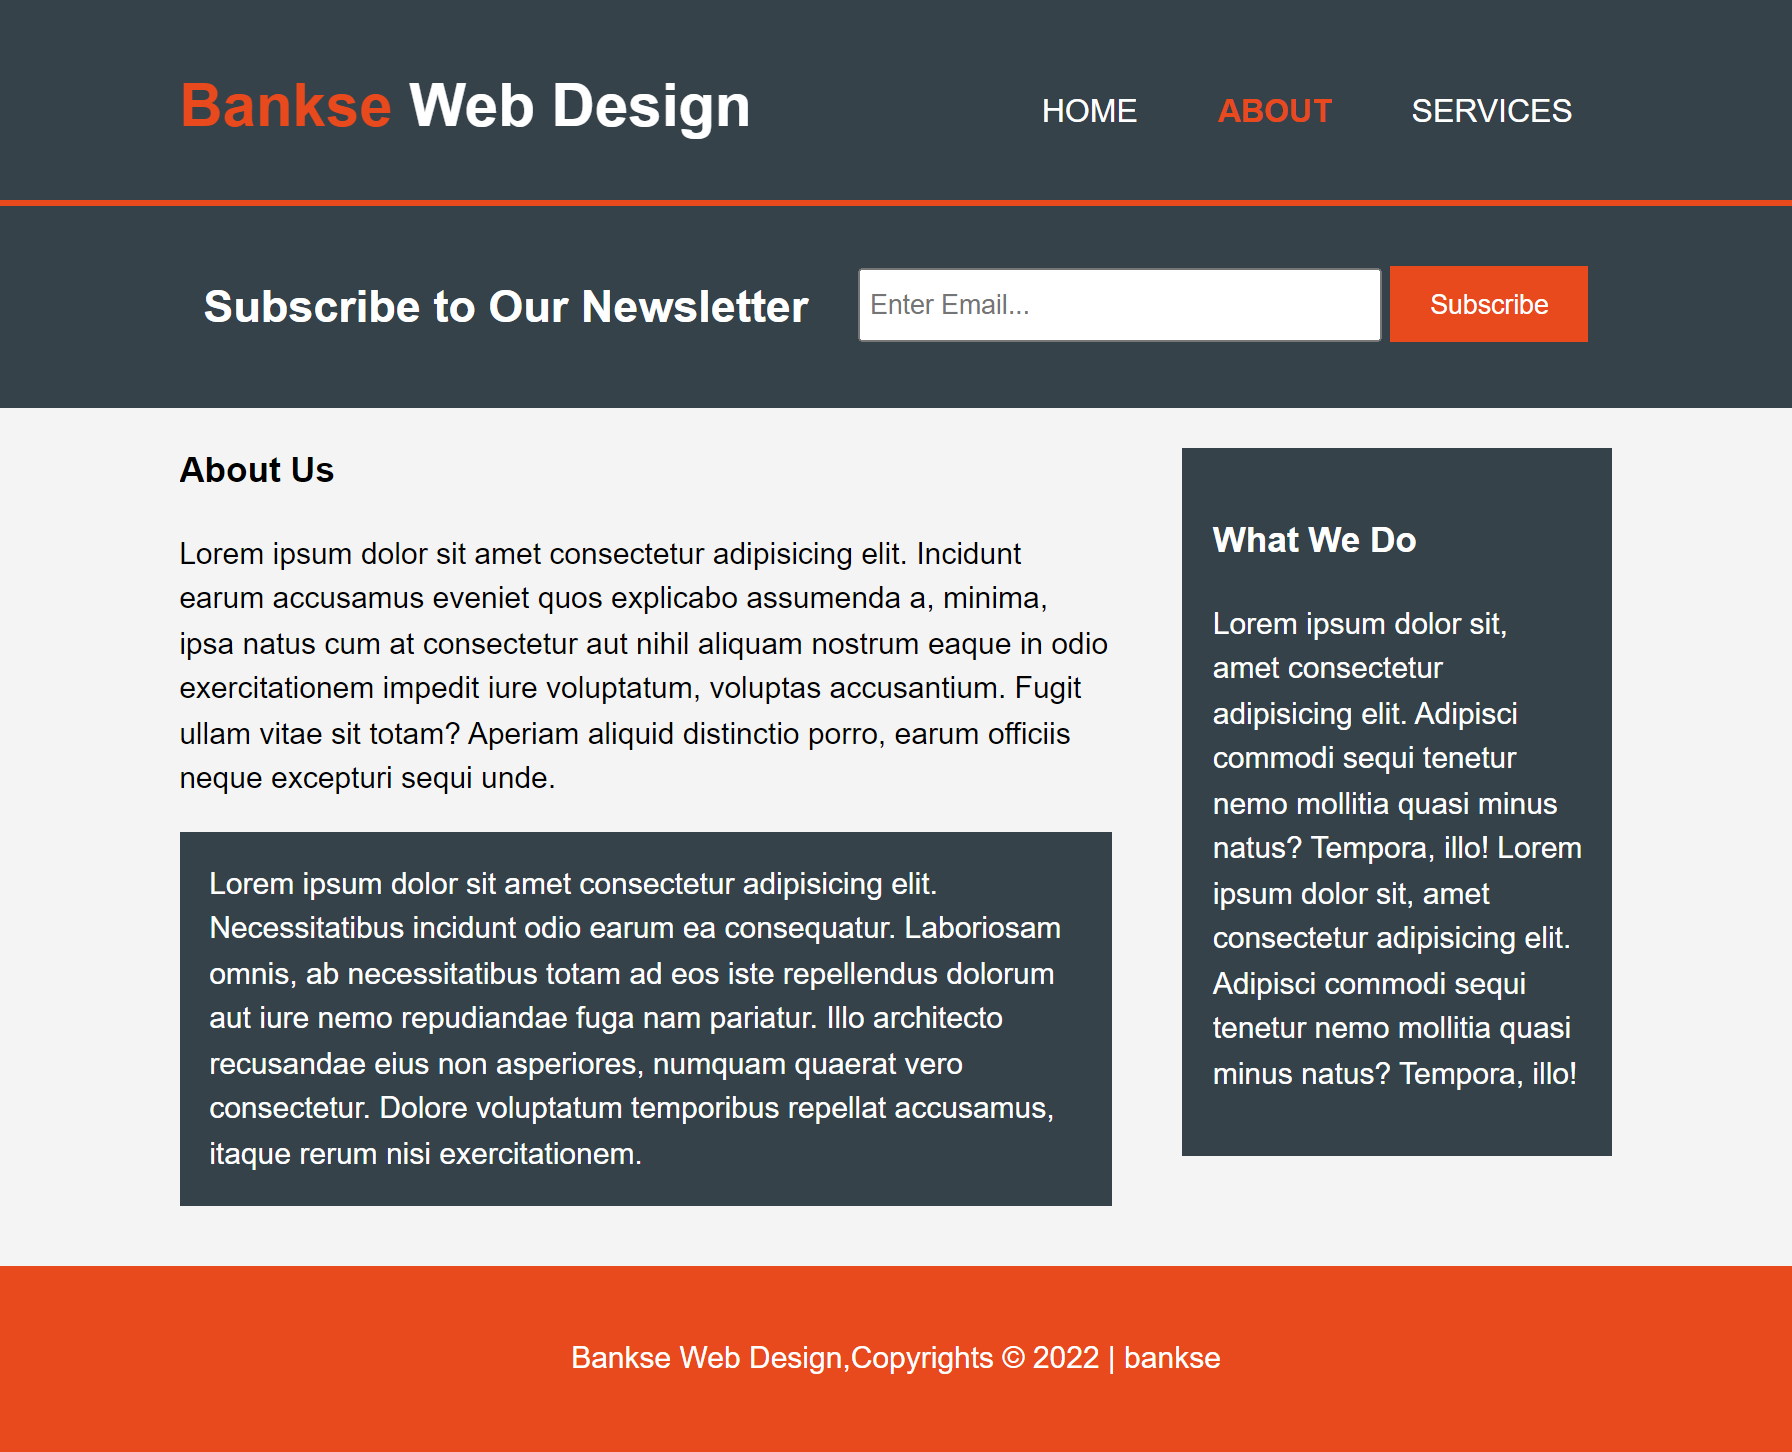 Bankse Web Design
HOME ABOUT SERVICES
Subscribe to Our Newsletter
Enter Email...
Subscribe
About Us
Lorem ipsum dolor sit amet consectetur adipisicing elit. Incidunt
earum accusamus eveniet quos explicabo assumenda a, minima,
ipsa natus cum at consectetur aut nihil aliquam nostrum eaque in odio
exercitationem impedit iure voluptatum, voluptas accusantium. Fugit
ullam vitae sit totam? Aperiam aliquid distinctio porro, earum officiis
neque excepturi sequi unde.
Lorem ipsum dolor sit amet consectetur adipisicing elit.
Necessitatibus incidunt odio earum ea consequatur. Laboriosam
omnis, ab necessitatibus totam ad eos iste repellendus dolorum
aut iure nemo repudiandae fuga nam pariatur. Illo architecto
recusandae eius non asperiores, numquam quaerat vero
consectetur. Dolore voluptatum temporibus repellat accusamus,
itaque rerum nisi exercitationem.
What We Do
Lorem ipsum dolor sit,
amet consectetur
adipisicing elit. Adipisci
commodi sequi tenetur
nemo mollitia quasi minus
natus? Tempora, illo! Lorem
ipsum dolor sit, amet
consectetur adipisicing elit.
Adipisci commodi sequi
tenetur nemo mollitia quasi
minus natus? Tempora, illo!
Bankse Web Design,Copyrights © 2022 | bankse